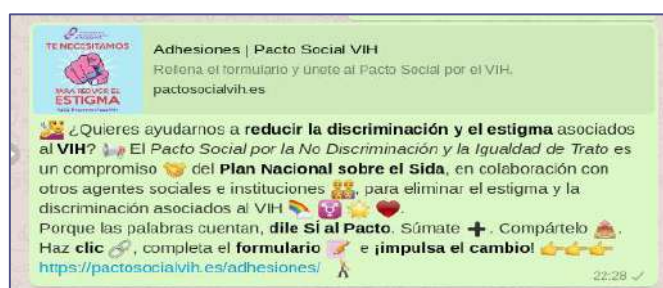 TE NECESITAMOS
PARA REDUCIR EL
ESTIGMA
Adhesiones | Pacto Social VIH
Rellena el formulario y únete al Pacto Social por el VIH.
pactosocialvih.es
¿Quieres ayudarnos a reducir la discriminación y el estigma asociados
al VIH? El Pacto Social por la No Discriminación y la Igualdad de Trato es
un compromiso del Plan Nacional sobre el Sida, en colaboración con
otros agentes sociales e instituciones, para eliminar el estigma y la
discriminación asociados al VIH.
Porque las palabras cuentan, dile SÍ al Pacto. Súmate ➕. Compártelo.
Haz clic, completa el formulario e ¡impulsa el cambio!
https://pactosocialvih.es/adhesiones/
22:28